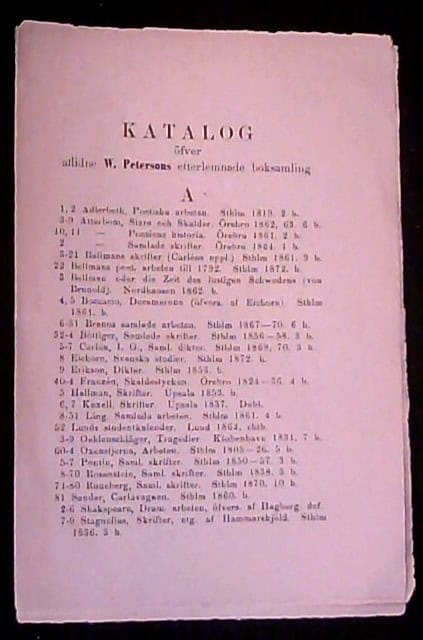 KATALOG
öfver
aflidne W. Petersons efterlemnade boksamling
A
1, 2 Adlerbeth, Poetiska arbeten. Sthlm 1819. 2 b.
3-9 Atterbom, Siare och Skalder. Örebro 1862, 63. 6 b.
10, 11 — Poesiens historia. Örebro 1861. 2 b.
2 — Samlade skrifter. Örebro 1864. 1 b.
3-21 Bellmans skrifter (Carléns uppl.) Sthlm 1861. 9 b.
22 Bellmans poet. arbeten till 1792. Sthlm 1872. b.
3 Bellman oder die Zeit des lustigen Schwedens (von
Nordhausen 1862. b.
4, 5 Boccacio, Decamerone (öfvers. af Eichorn). Sthlm
1861. b.
6-31 Brauns samlade arbeten. Sthlm 1867—70. 6 b.
32-4 Böttiger, Samlade skrifter. Sthlm 1856—58. 3 b.
5-7 Carlén, J. G., Saml. dikter. Sthlm 1869, 70. 3 b.
8 Eichorn, Svenska studier. Sthlm 1872. b.
9 Erikson, Dikter. Sthlm 1853. b.
40-4 Franzén, Skaldestycken. Örebro 1824—36. 4 b.
5 Hallman, Skrifter. Upsala 1853. b.
6, 7 Kexell, Skrifter. Upsala 1837. Dubl.
8-51 Ling, Samlada arbeten. Sthlm 1861. 4 b.
52 Lunds studentkalender. Lund 1863.
3-9 Oehlenschläger, Tragedier. Kiobenhavn 1831. 7 b.
60-4 Oxenstjerna, Arbeten. Sthlm 1805—26. 5 b.
5-7 Pontin, Saml. skrifter. Sthlm 1850—57. 3 b.
8-70 Rosenstein, Saml. skrifter. Sthlm 1838. 3 b.
71-80 Runeberg, Saml. skrifter. Sthlm 1870. 10 b.
81 Sander, Carlavagnen. Sthlm 1860. b.
2-6 Shakspeare, Dram. arbeten, öfvers. af Hagberg. def.
7-9 Stagnelius, Skrifter, utg. af Hammarskjöld. Sthlm
1836. 3 b.